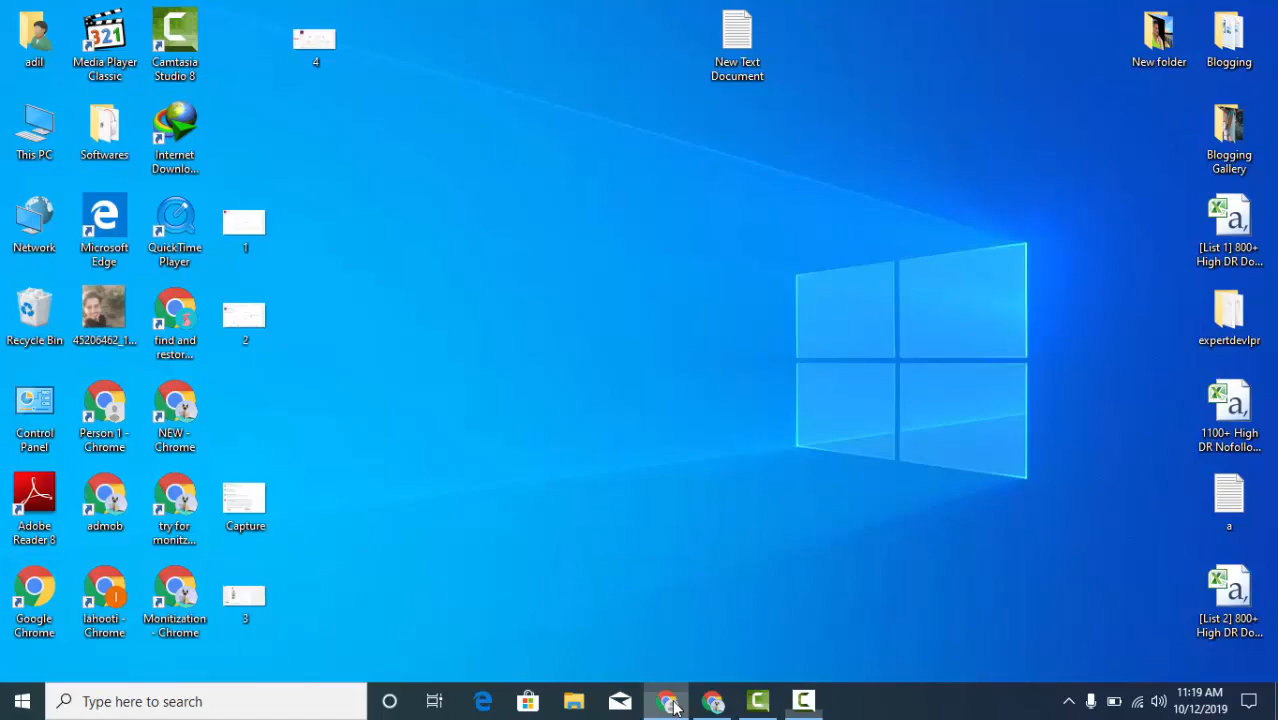 adil
Media Player
Classic
Camtasia
Studio 8
4
New Text
Document
New folder
Blogging
This PC
Softwares
Internet
Downlo...
Blogging
Gallery
Network
Microsoft
Edge
QuickTime
Player
1
[List 1] 800+
High DR Do...
Recycle Bin
45206462_1...
find and
restor...
2
expertdevlpr
Control
Panel
Person 1 -
Chrome
NEW -
Chrome
1100+ High
DR Nofollo...
Adobe
Reader 8
admob
try for
monitz...
Capture
a
Google
Chrome
lahooti -
Chrome
Monitization
- Chrome
3
[List 2] 800+
High DR Do...
Type here to search
11:19 AM
10/12/2019